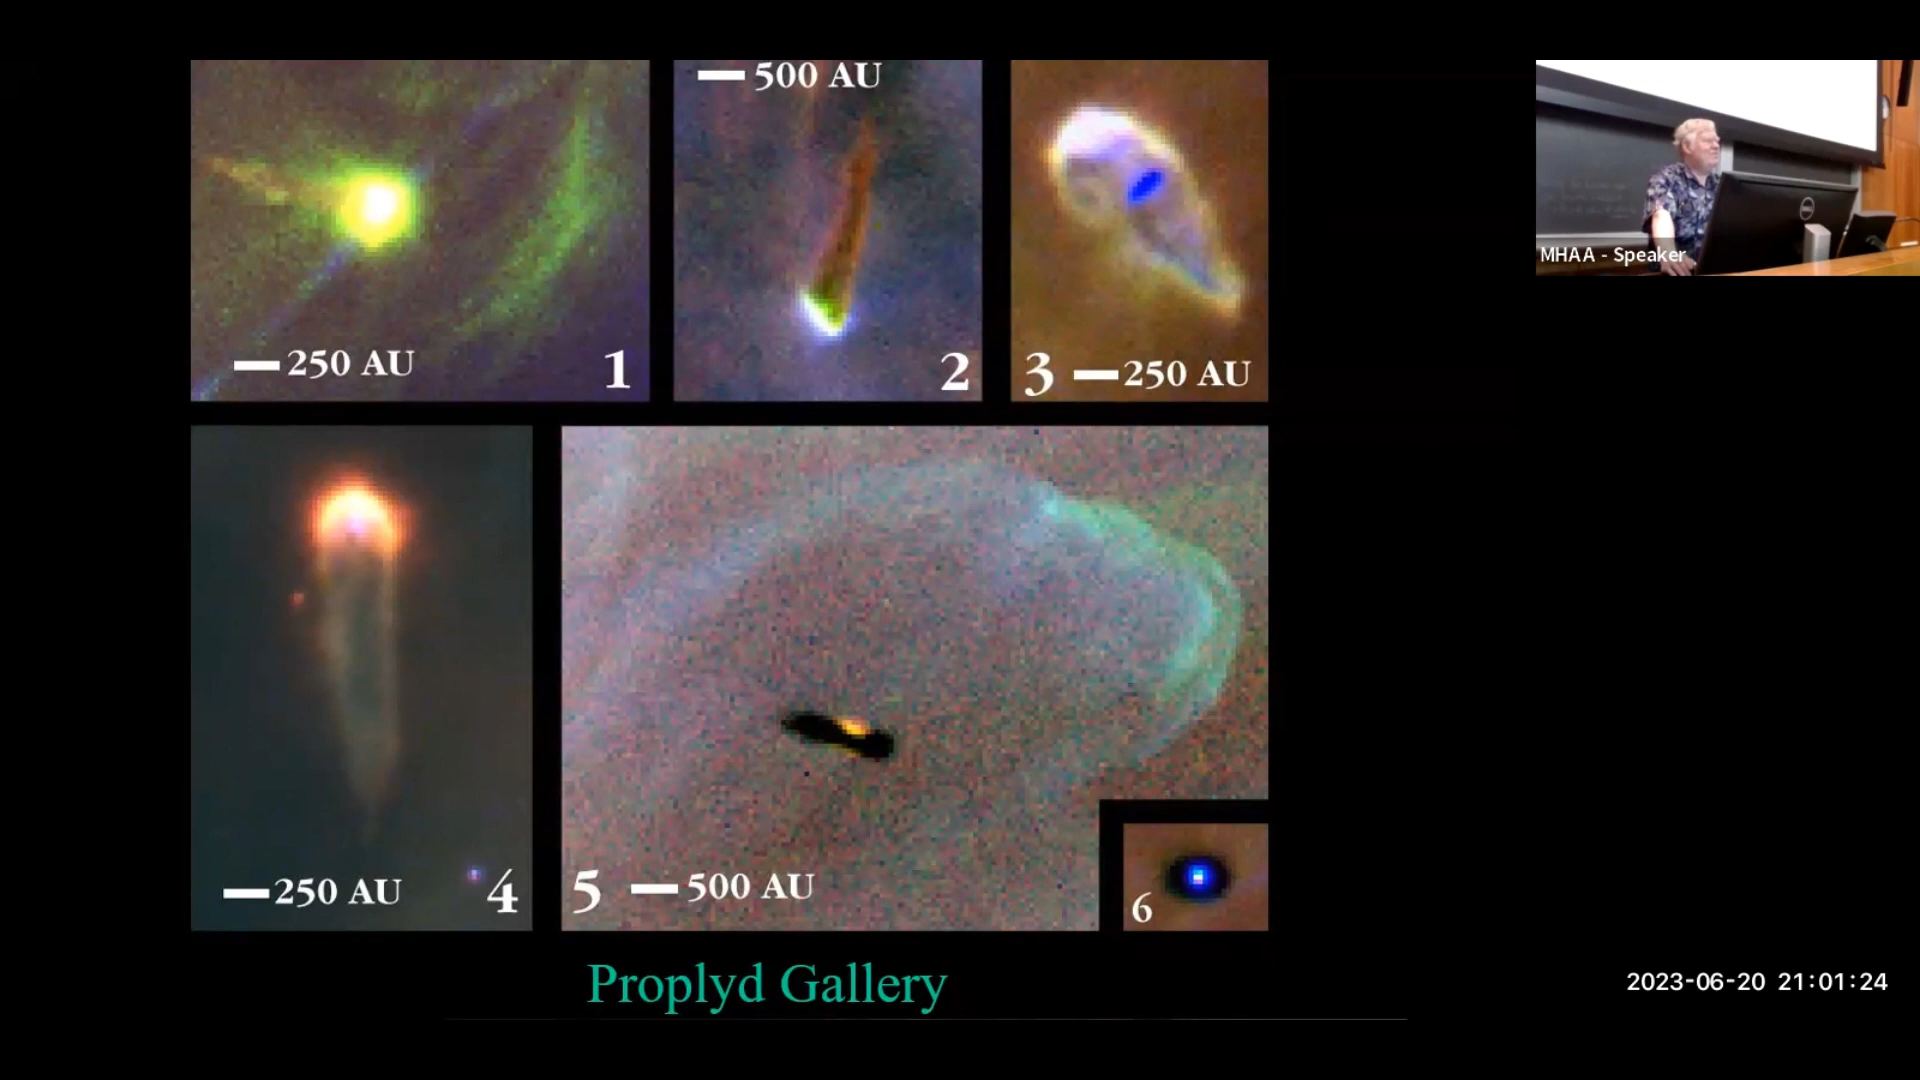 500 AU
250 AU
1
2
3
250 AU
250 AU
4
5
500 AU
6
Proplyd Gallery
MHAA - Speaker
2023-06-20 21:01:24